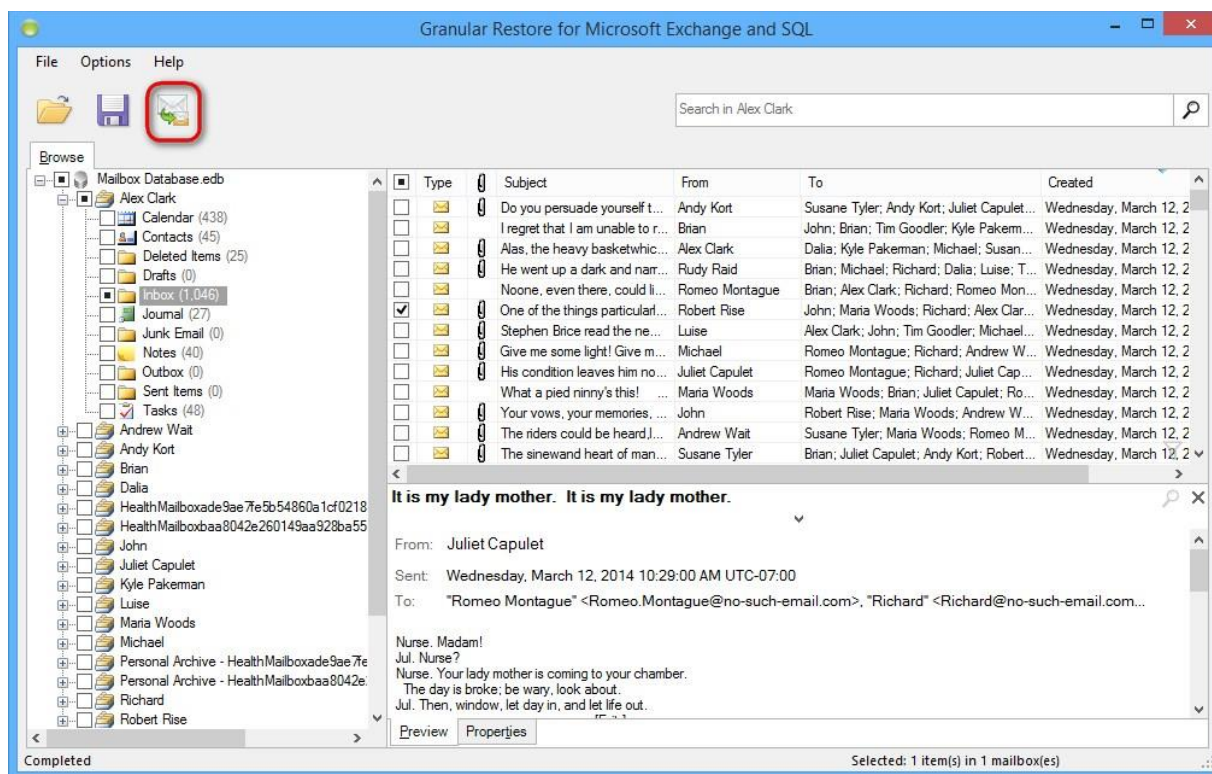 Granular Restore for Microsoft Exchange and SQL
File Options Help
Search in Alex Clark
Browse
Mailbox Database.edb
Alex Clark
Calendar (438)
Contacts (45)
Deleted Items (25)
Drafts (0)
Inbox (1,046)
Journal (27)
Junk Email (0)
Notes (40)
Outbox (0)
Sent Items (0)
Tasks (48)
Andrew Wait
Andy Kort
Brian
Dalia
HealthMailboxade9ae7fe5b54860a1cf0218
HealthMailboxbaa8042e260149aa928ba55
John
Juliet Capulet
Kyle Pakerman
Luise
Maria Woods
Michael
Personal Archive - HealthMailboxade9ae7fe
Personal Archive - HealthMailboxbaa8042e
Richard
Robert Rise
Type Subject From To Created
Do you persuade yourself t... Andy Kort Susane Tyler; Andy Kort; Juliet Capulet... Wednesday, March 12, 2
I regret that I am unable to r... Brian John; Brian; Tim Goodler; Kyle Pakerm... Wednesday, March 12, 2
Alas, the heavy basketwhic... Alex Clark Dalia; Kyle Pakerman; Michael; Susan... Wednesday, March 12, 2
He went up a dark and narr... Rudy Raid Brian; Michael; Richard; Dalia; Luise; T... Wednesday, March 12, 2
Noone, even there, could li... Romeo Montague Brian; Alex Clark; Richard; Romeo Mon... Wednesday, March 12, 2
One of the things particularl... Robert Rise John; Maria Woods; Richard; Alex Clar... Wednesday, March 12, 2
Stephen Brice read the ne... Luise Alex Clark; John; Tim Goodler; Michael... Wednesday, March 12, 2
Give me some light! Give m... Michael Romeo Montague; Richard; Andrew W... Wednesday, March 12, 2
His condition leaves him no... Juliet Capulet Romeo Montague; Richard; Juliet Cap... Wednesday, March 12, 2
What a pied ninny's this! ... Maria Woods Maria Woods; Brian; Juliet Capulet; Ro... Wednesday, March 12, 2
Your vows, your memories, ... John Robert Rise; Maria Woods; Andrew W... Wednesday, March 12, 2
The riders could be heard,l... Andrew Wait Susane Tyler; Maria Woods; Romeo M... Wednesday, March 12, 2
The sinewand heart of man... Susane Tyler Brian; Juliet Capulet; Andy Kort; Robert... Wednesday, March 12, 2
It is my lady mother. It is my lady mother.
From: Juliet Capulet
Sent: Wednesday, March 12, 2014 10:29:00 AM UTC-07:00
To: "Romeo Montague" <Romeo.Montague@no-such-email.com>, "Richard" <Richard@no-such-email.com...
Nurse. Madam!
Jul. Nurse?
Nurse. Your lady mother is coming to your chamber.
The day is broke; be wary, look about.
Jul. Then, window, let day in, and let life out.
Preview Properties
Completed Selected: 1 item(s) in 1 mailbox(es)